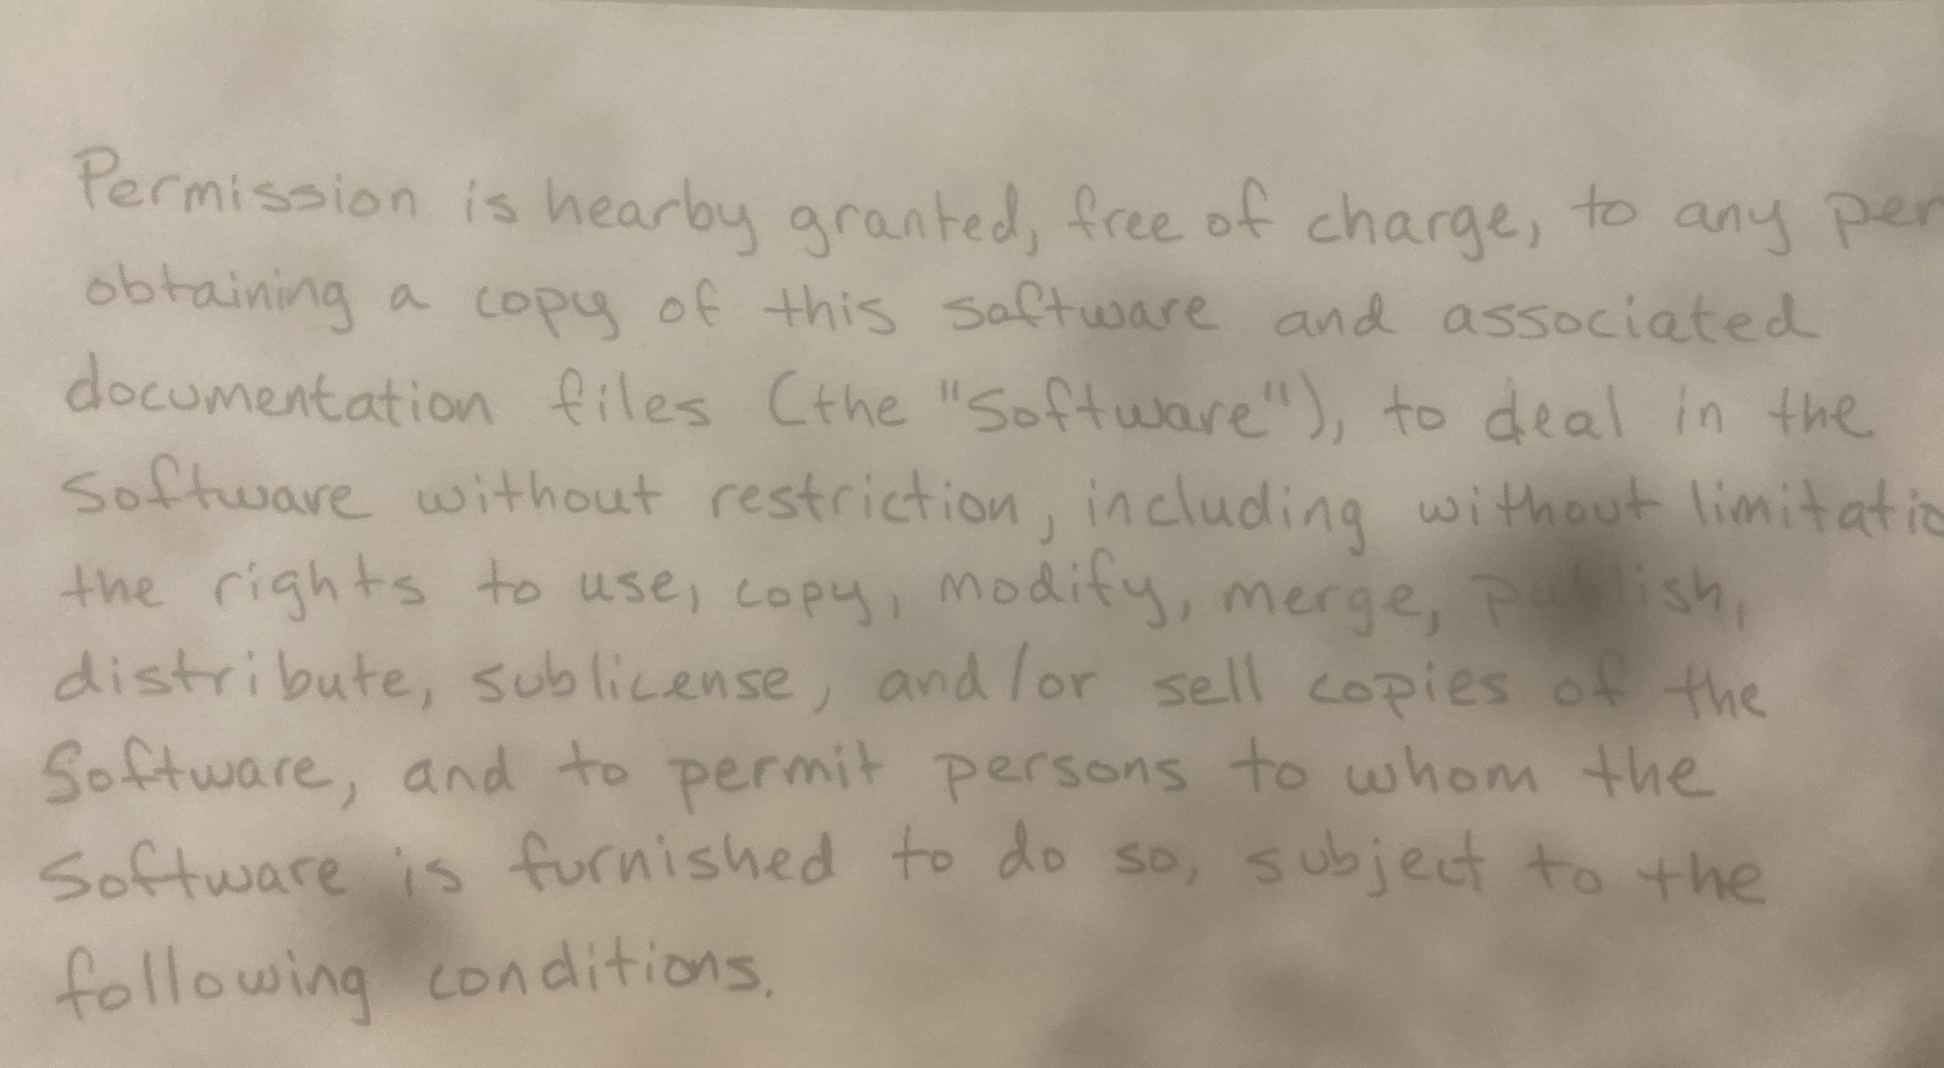 Permission is hearby granted, free of charge, to any per
obtaining a copy of this software and associated
documentation files (the "Software"), to deal in the
Software without restriction, including without limitatio
the rights to use, copy, modify, merge, publish,
distribute, sublicense, and/or sell copies of the
Software, and to permit persons to whom the
Software is furnished to do so, subject to the
following conditions.